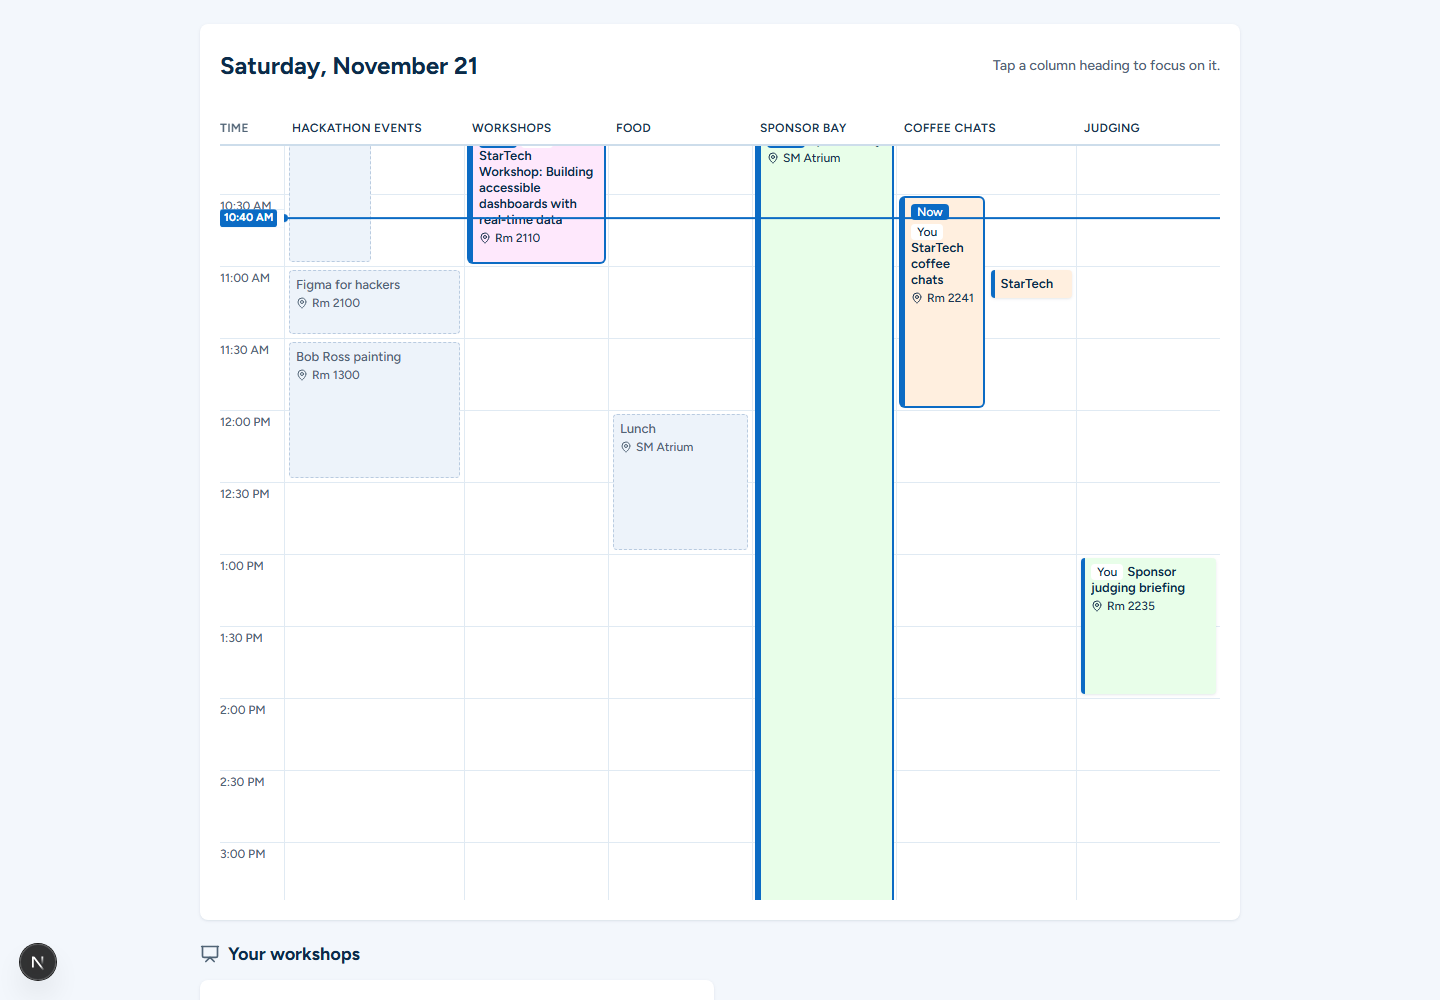 Saturday, November 21
Tap a column heading to focus on it.
TIME
HACKATHON EVENTS
WORKSHOPS
FOOD
SPONSOR BAY
COFFEE CHATS
JUDGING
StarTech
Workshop: Building
accessible
dashboards with
real-time data
Rm 2110
SM Atrium
10:30 AM
10:40 AM
Now
You
StarTech
coffee
chats
Rm 2241
11:00 AM
Figma for hackers
Rm 2100
StarTech
11:30 AM
Bob Ross painting
Rm 1300
12:00 PM
Lunch
SM Atrium
12:30 PM
1:00 PM
You Sponsor
judging briefing
Rm 2235
1:30 PM
2:00 PM
2:30 PM
3:00 PM
Your workshops
N